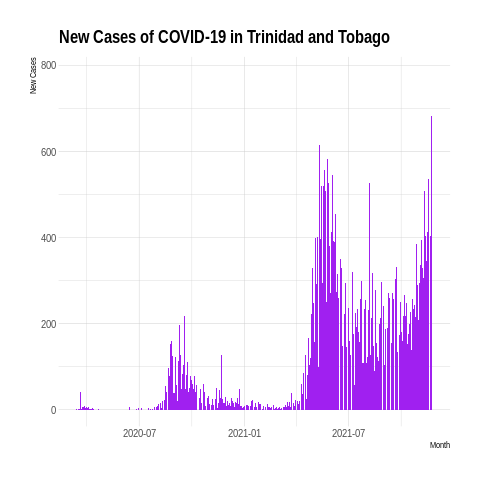 New Cases of COVID-19 in Trinidad and Tobago
New Cases
800
600
400
200
0
2020-07
2021-01
2021-07
Month